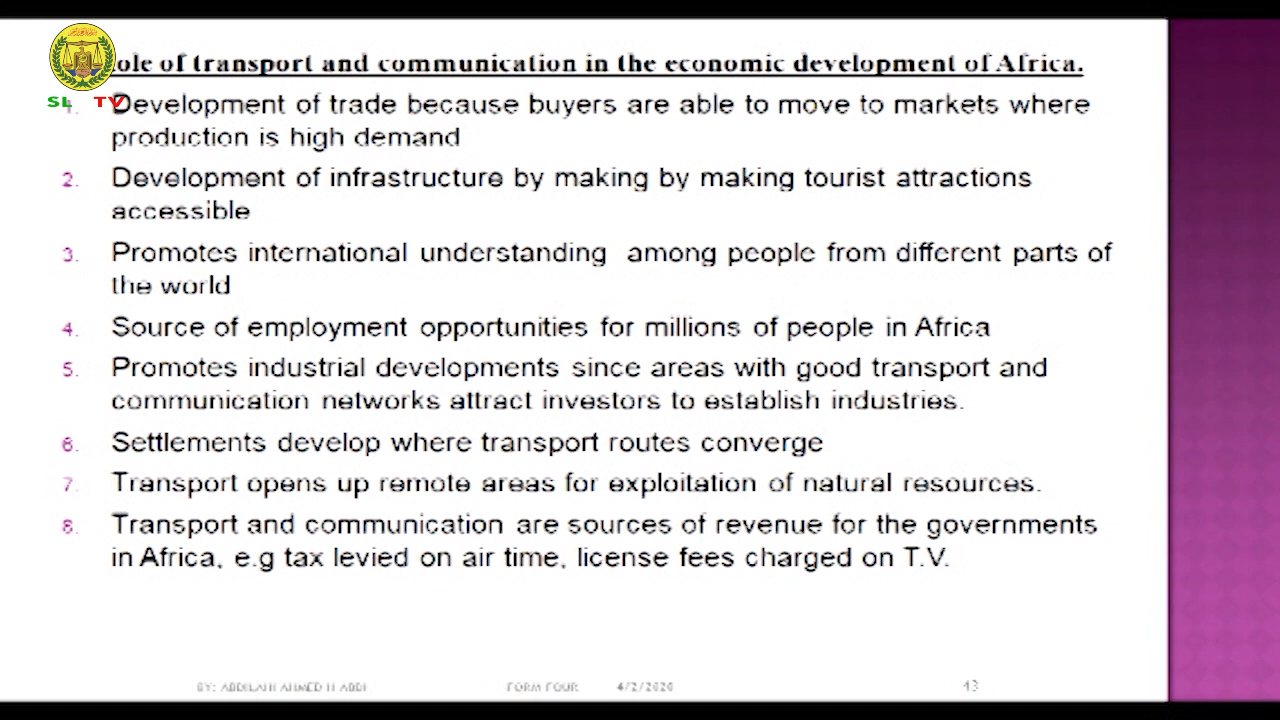 ole of transport and communication in the economic development of Africa.
SL TV
1. Development of trade because buyers are able to move to markets where
production is high demand
2. Development of infrastructure by making by making tourist attractions
accessible
3. Promotes international understanding among people from different parts of
the world
4. Source of employment opportunities for millions of people in Africa
5. Promotes industrial developments since areas with good transport and
communication networks attract investors to establish industries.
6. Settlements develop where transport routes converge
7. Transport opens up remote areas for exploitation of natural resources.
8. Transport and communication are sources of revenue for the governments
in Africa, e.g tax levied on air time, license fees charged on T.V.
BY: ABDILAHI AHMED H ABDI FORM FOUR 4/2/2020 43